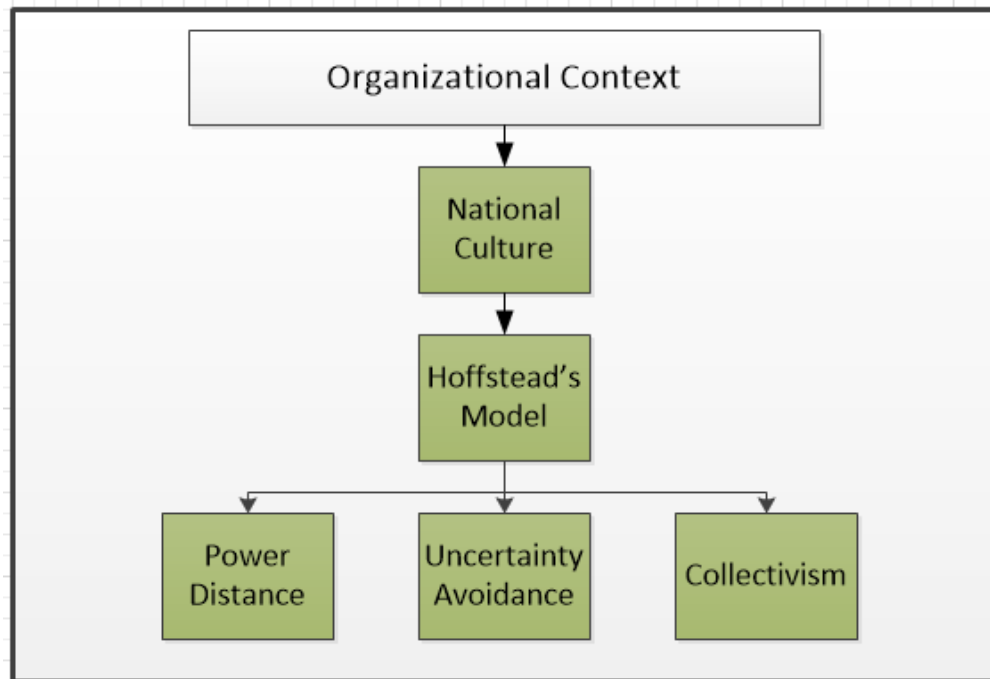 Organizational Context
National
Culture
Hoffstead’s
Model
Power
Distance
Uncertainty
Avoidance
Collectivism